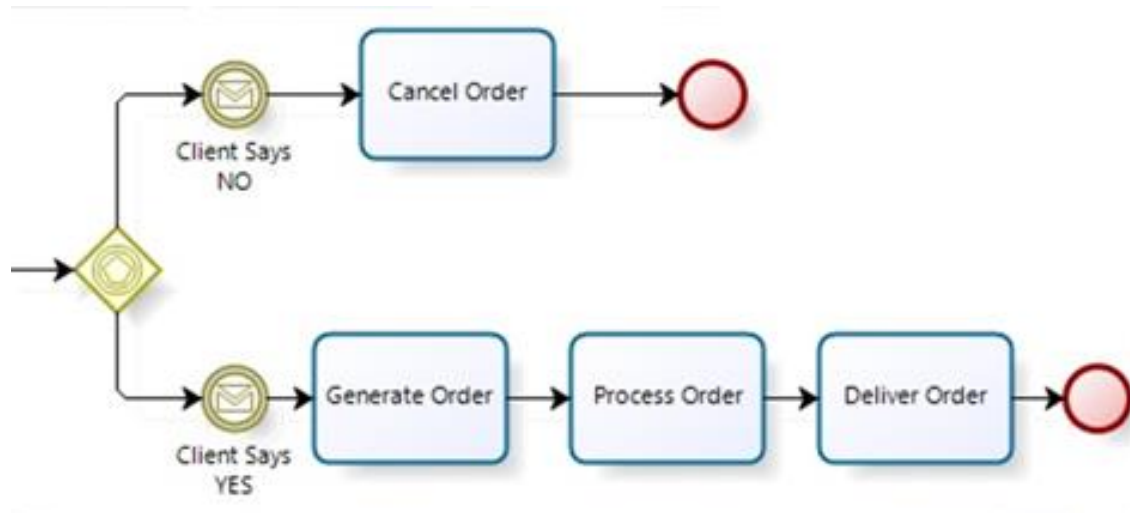 Cancel Order
Client Says
NO
Generate Order
Process Order
Deliver Order
Client Says
YES